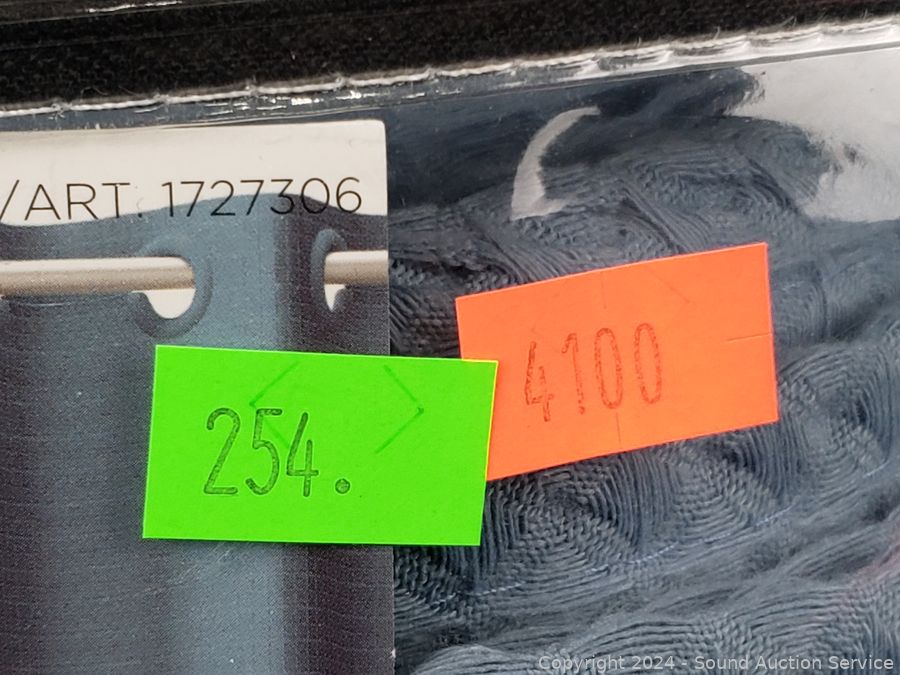 /ART. 1727306
4100
254.
Copyright 2024 - Sound Auction Service